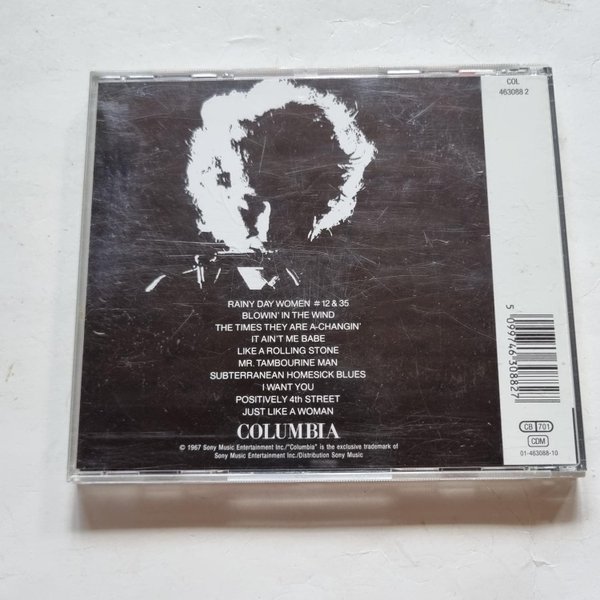 COL
463088 2
RAINY DAY WOMEN #12 & 35
BLOWIN' IN THE WIND
THE TIMES THEY ARE A-CHANGIN'
IT AIN'T ME BABE
LIKE A ROLLING STONE
MR. TAMBOURINE MAN
SUBTERRANEAN HOMESICK BLUES
I WANT YOU
POSITIVELY 4th STREET
JUST LIKE A WOMAN
COLUMBIA
© 1967 Sony Music Entertainment Inc./"Columbia" is the exclusive trademark of
Sony Music Entertainment Inc./Distribution Sony Music
5 099746 308827
CB 701
CDM
01-463088-10